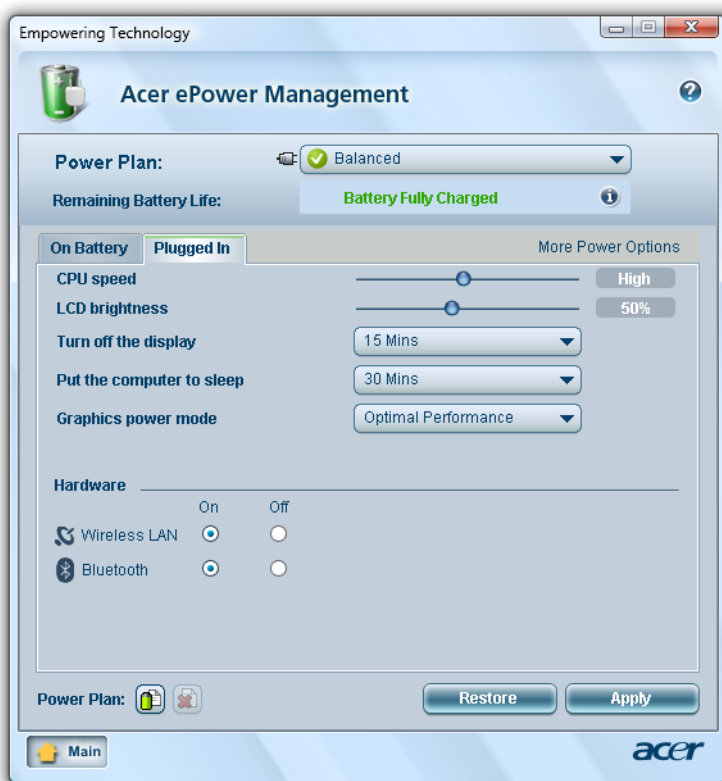 Empowering Technology
Acer ePower Management
Power Plan: Balanced
Remaining Battery Life: Battery Fully Charged
On Battery Plugged In More Power Options
CPU speed High
LCD brightness 50%
Turn off the display 15 Mins
Put the computer to sleep 30 Mins
Graphics power mode Optimal Performance
Hardware
On Off
Wireless LAN
Bluetooth
Power Plan: Restore Apply
Main acer